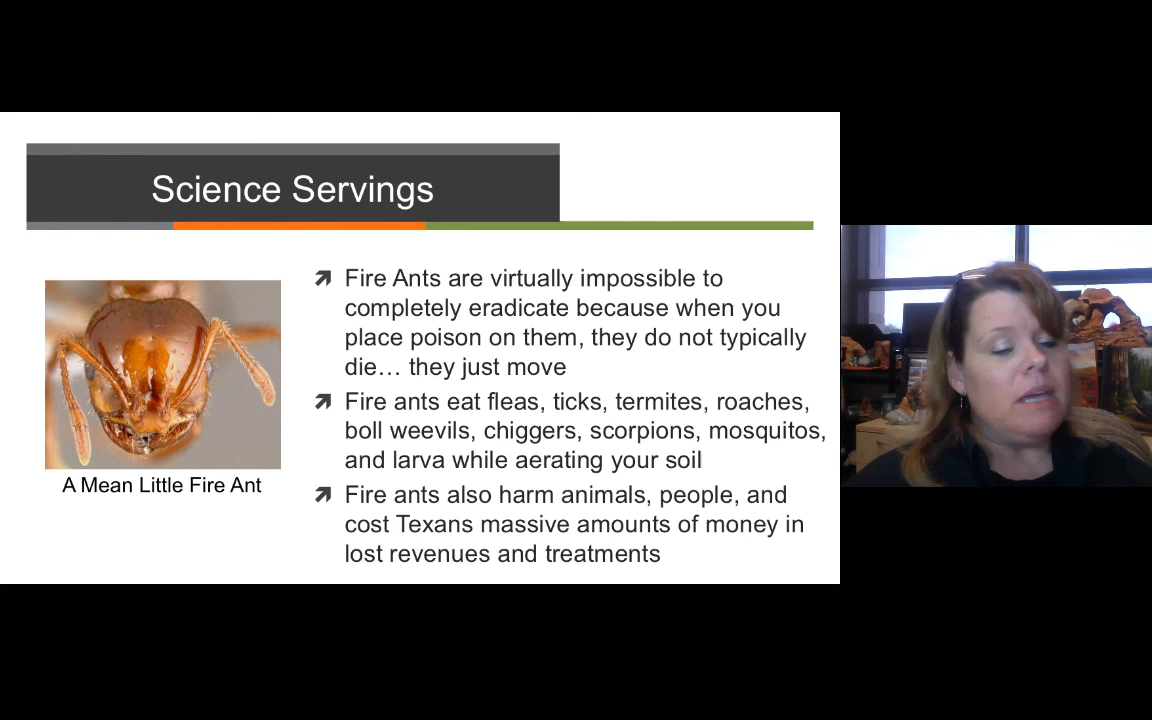 Science Servings
Fire Ants are virtually impossible to
completely eradicate because when you
place poison on them, they do not typically
die… they just move
Fire ants eat fleas, ticks, termites, roaches,
boll weevils, chiggers, scorpions, mosquitos,
and larva while aerating your soil
Fire ants also harm animals, people, and
cost Texans massive amounts of money in
lost revenues and treatments
A Mean Little Fire Ant